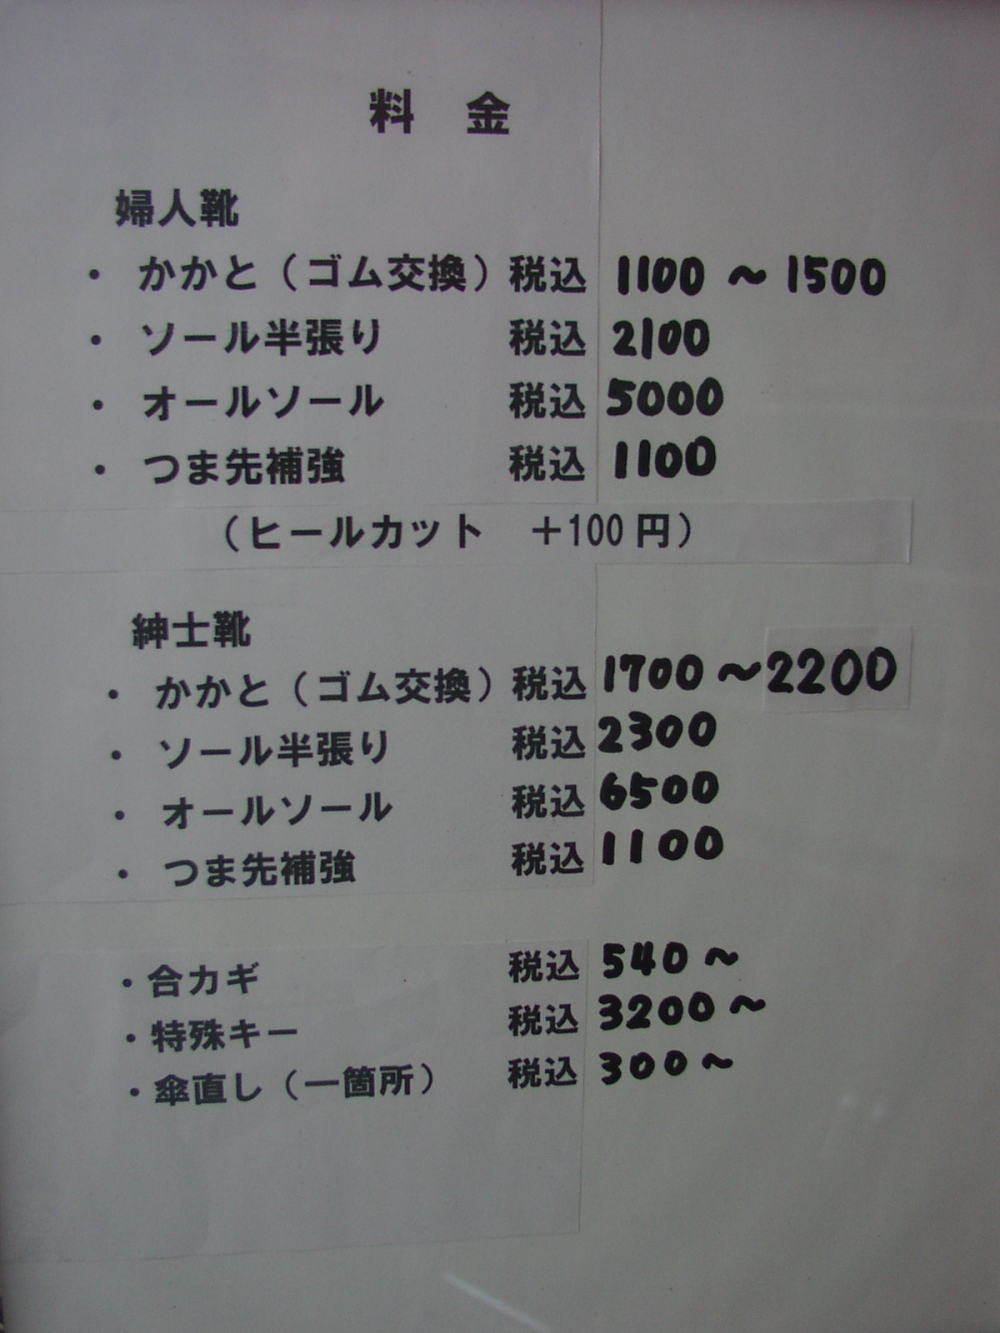 料　金
婦人靴
・ かかと（ゴム交換）税込 1100 ～ 1500
・ ソール半張り 税込 2100
・ オールソール 税込 5000
・ つま先補強 税込 1100
（ヒールカット　＋100 円）
紳士靴
・ かかと（ゴム交換）税込 1700 ～2200
・ ソール半張り 税込 2300
・ オールソール 税込 6500
・ つま先補強 税込 1100
・合カギ 税込 540 ～
・特殊キー 税込 3200～
・傘直し（一箇所） 税込 300～